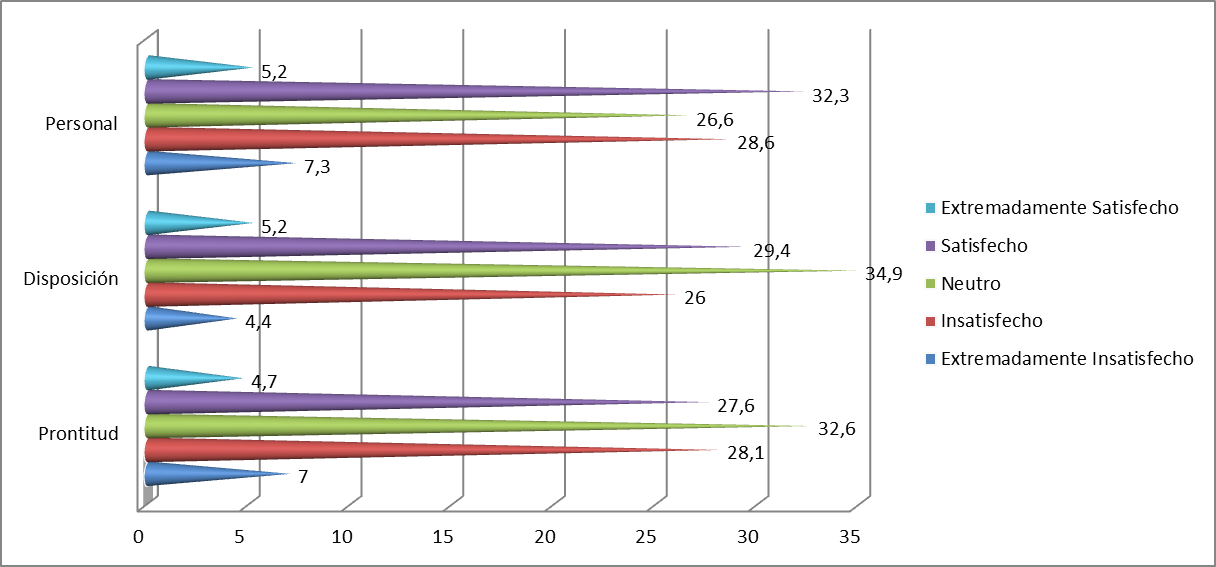 Personal
5,2
32,3
26,6
28,6
7,3
Disposición
5,2
29,4
34,9
26
4,4
Prontitud
4,7
27,6
32,6
28,1
7
0 5 10 15 20 25 30 35
Extremadamente Satisfecho
Satisfecho
Neutro
Insatisfecho
Extremadamente Insatisfecho